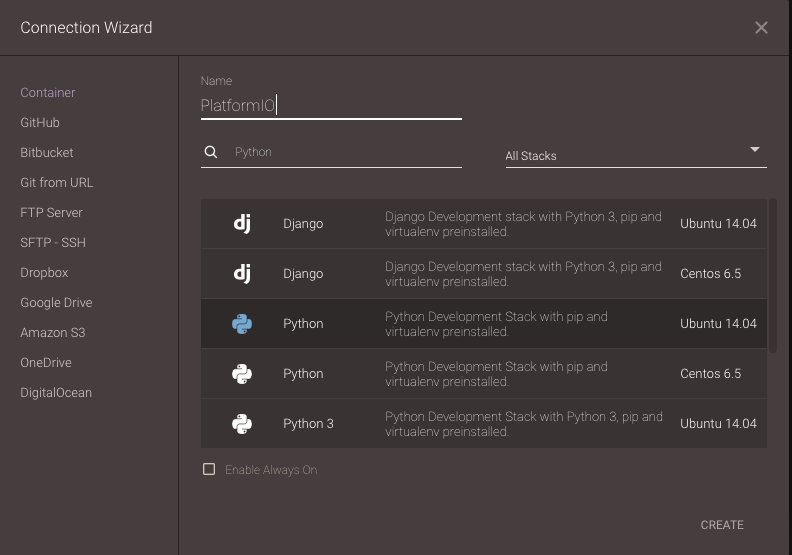 Connection Wizard
Container
GitHub
Bitbucket
Git from URL
FTP Server
SFTP - SSH
Dropbox
Google Drive
Amazon S3
OneDrive
DigitalOcean
Name
PlatformIO
Python
All Stacks
dj Django Django Development stack with Python 3, pip and Ubuntu 14.04
virtualenv preinstalled.
dj Django Django Development stack with Python 3, pip and Centos 6.5
virtualenv preinstalled.
Python Python Development Stack with pip and Ubuntu 14.04
virtualenv preinstalled.
Python Python Development Stack with pip and Centos 6.5
virtualenv preinstalled.
Python 3 Python Development Stack with Python 3, pip and Ubuntu 14.04
virtualenv preinstalled.
Enable Always On
CREATE